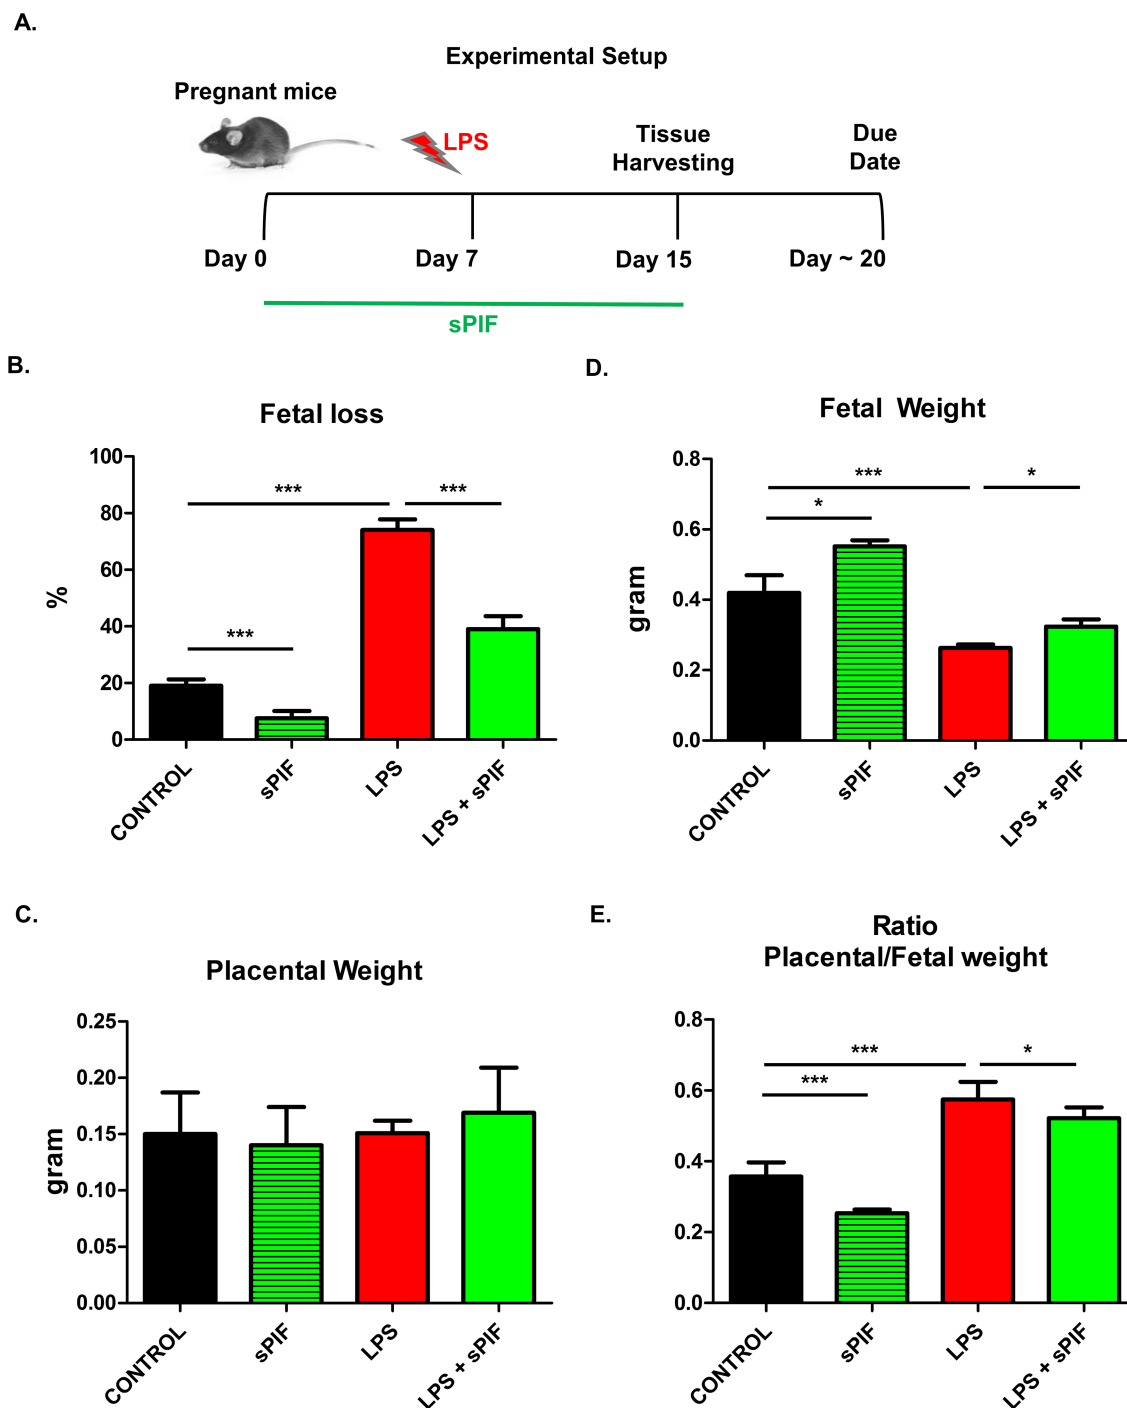 A.
Experimental Setup
Pregnant mice
LPS
Tissue
Harvesting
Due
Date
Day 0
Day 7
Day 15
Day ~ 20
sPIF
B.
Fetal loss
100
80
60
40
20
0
%
***
***
***
CONTROL
sPIF
LPS
LPS + sPIF
D.
Fetal Weight
0.8
0.6
0.4
0.2
0.0
gram
***
*
*
CONTROL
sPIF
LPS
LPS + sPIF
C.
Placental Weight
0.25
0.20
0.15
0.10
0.05
0.00
gram
CONTROL
sPIF
LPS
LPS + sPIF
E.
Ratio
Placental/Fetal weight
0.8
0.6
0.4
0.2
0.0
***
*
***
CONTROL
sPIF
LPS
LPS + sPIF